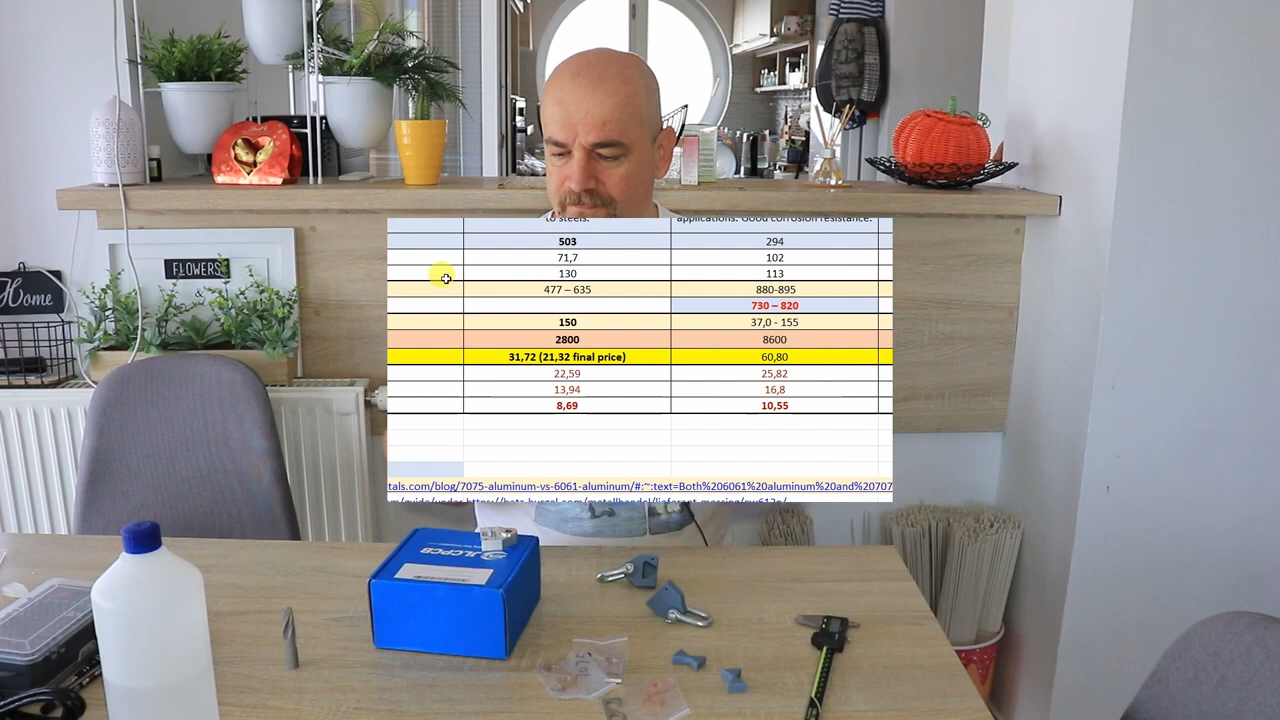 Lindt
FLOWERS
&
Home
to steels.
applications. Good corrosion resistance.
503 294
71,7 102
130 113
477 – 635 880-895
730 – 820
150 37,0 - 155
2800 8600
31,72 (21,32 final price) 60,80
22,59 25,82
13,94 16,8
8,69 10,55
tals.com/blog/7075-aluminum-vs-6061-aluminum/#:~:text=Both%206061%20aluminum%20and%20707
JLCPCB
7075